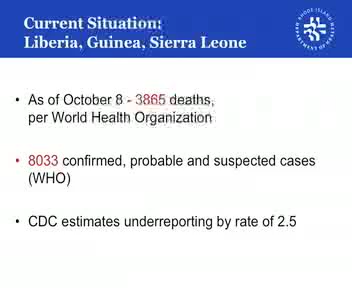 Current Situation:
Liberia, Guinea, Sierra Leone
• As of October 8 - 3865 deaths,
per World Health Organization
• 8033 confirmed, probable and suspected cases
(WHO)
• CDC estimates underreporting by rate of 2.5